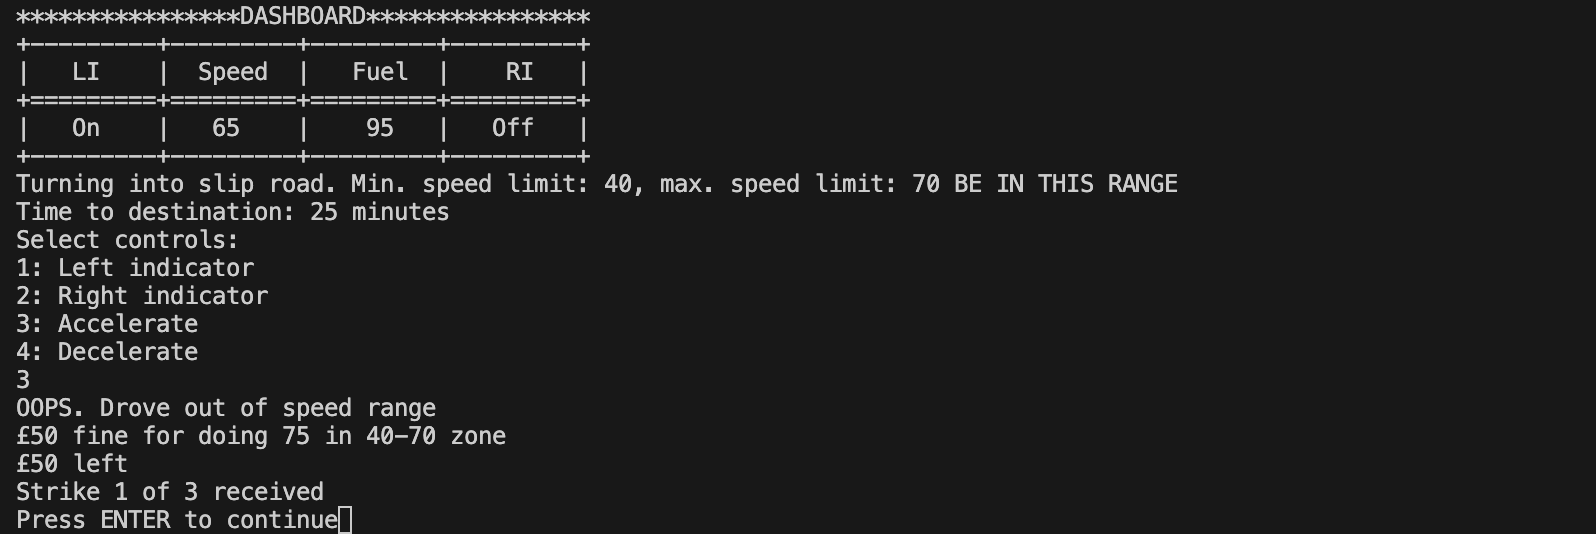 ****************DASHBOARD****************
+---------+---------+---------+---------+
|   LI    |  Speed  |   Fuel  |    RI   |
+=========+=========+=========+=========+
|   On    |   65    |    95   |   Off   |
+---------+---------+---------+---------+
Turning into slip road. Min. speed limit: 40, max. speed limit: 70 BE IN THIS RANGE
Time to destination: 25 minutes
Select controls:
1: Left indicator
2: Right indicator
3: Accelerate
4: Decelerate
3
OOPS. Drove out of speed range
£50 fine for doing 75 in 40-70 zone
£50 left
Strike 1 of 3 received
Press ENTER to continue